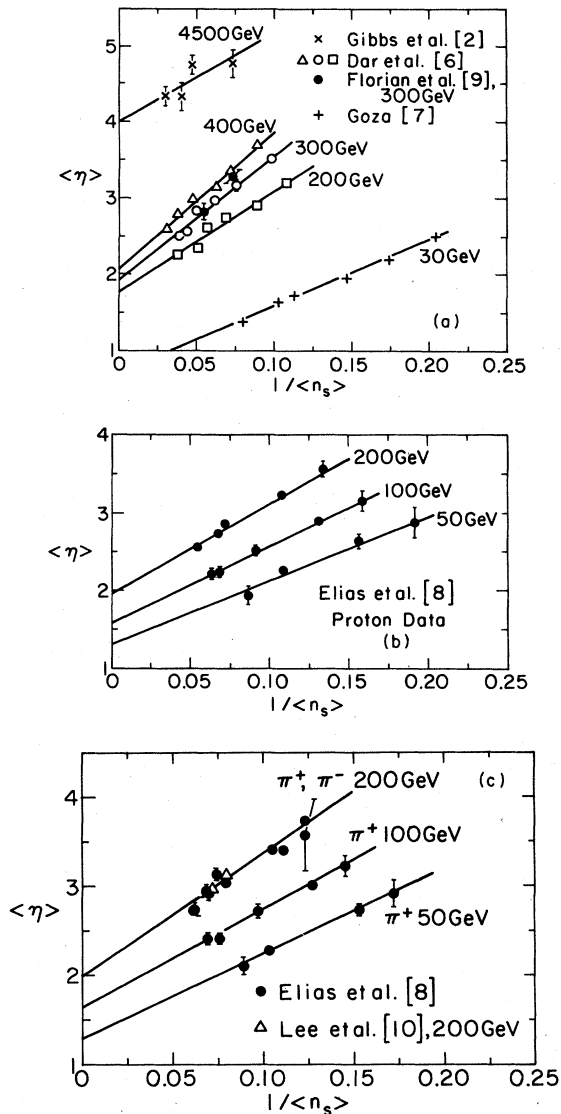 4500GeV
× Gibbs et al. [2]
△ ○ □ Dar et al. [6]
● Florian et al. [9],
300GeV
+ Goza [7]
400GeV
300GeV
200GeV
30GeV
(a)
<η>
5
4
3
2
1
0 0.05 0.10 0.15 0.20 0.25
1/<n_s>
200GeV
100GeV
50GeV
Elias et al. [8]
Proton Data
(b)
<η>
4
3
2
1
0 0.05 0.10 0.15 0.20 0.25
1/<n_s>
π⁺, π⁻ 200GeV
(c)
π⁺ 100GeV
π⁺ 50GeV
● Elias et al. [8]
△ Lee et al. [10], 200GeV
<η>
4
3
2
1
0 0.05 0.10 0.15 0.20 0.25
1/<n_s>